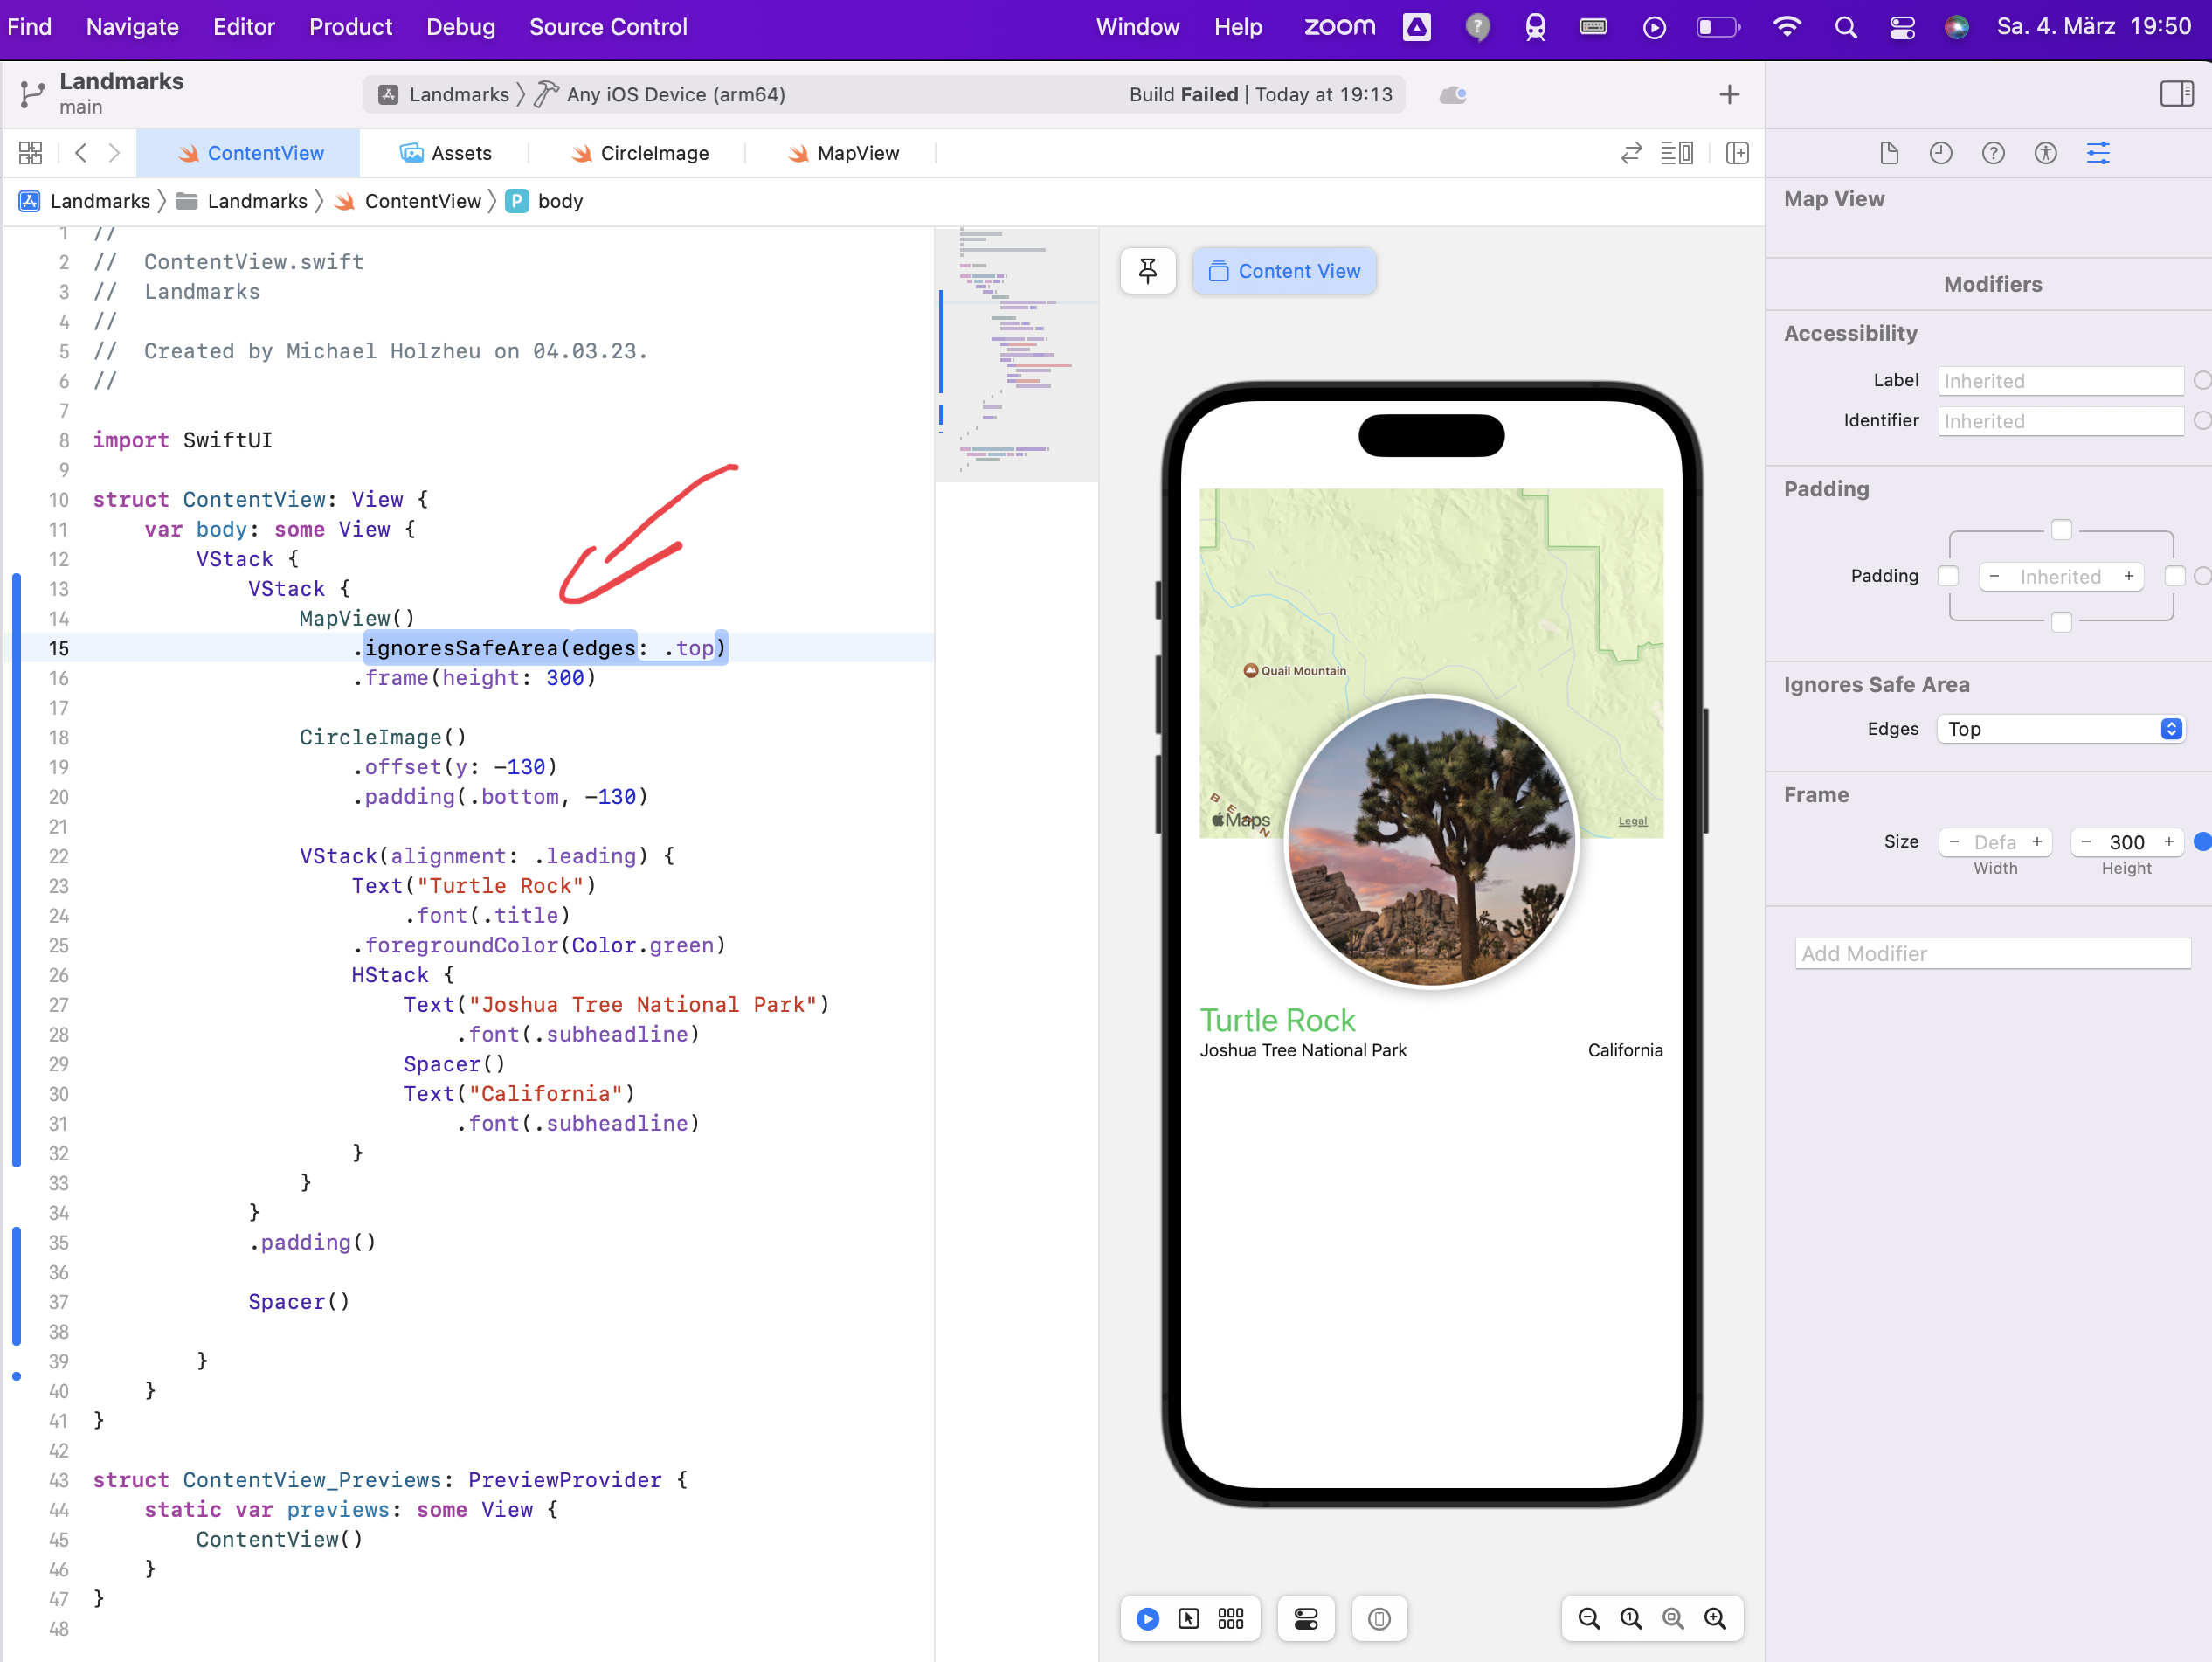 Find Navigate Editor Product Debug Source Control Window Help zoom Sa. 4. März 19:50
Landmarks
main
Landmarks Any iOS Device (arm64) Build Failed | Today at 19:13
ContentView Assets CircleImage MapView
Landmarks Landmarks ContentView P body
1 //
2 //  ContentView.swift
3 //  Landmarks
4 //
5 //  Created by Michael Holzheu on 04.03.23.
6 //
7
8 import SwiftUI
9
10 struct ContentView: View {
11     var body: some View {
12         VStack {
13             VStack {
14                 MapView()
15                     .ignoresSafeArea(edges: .top)
16                     .frame(height: 300)
17
18                 CircleImage()
19                     .offset(y: -130)
20                     .padding(.bottom, -130)
21
22                 VStack(alignment: .leading) {
23                     Text("Turtle Rock")
24                         .font(.title)
25                     .foregroundColor(Color.green)
26                     HStack {
27                         Text("Joshua Tree National Park")
28                             .font(.subheadline)
29                         Spacer()
30                         Text("California")
31                             .font(.subheadline)
32                     }
33                 }
34             }
35             .padding()
36
37             Spacer()
38
39         }
40     }
41 }
42
43 struct ContentView_Previews: PreviewProvider {
44     static var previews: some View {
45         ContentView()
46     }
47 }
48
Content View
Quail Mountain
BEAN
Maps
Legal
Turtle Rock
Joshua Tree National Park California
Map View
Modifiers
Accessibility
Label Inherited
Identifier Inherited
Padding
Padding − Inherited +
Ignores Safe Area
Edges Top
Frame
Size − Defa + − 300 +
Width Height
Add Modifier